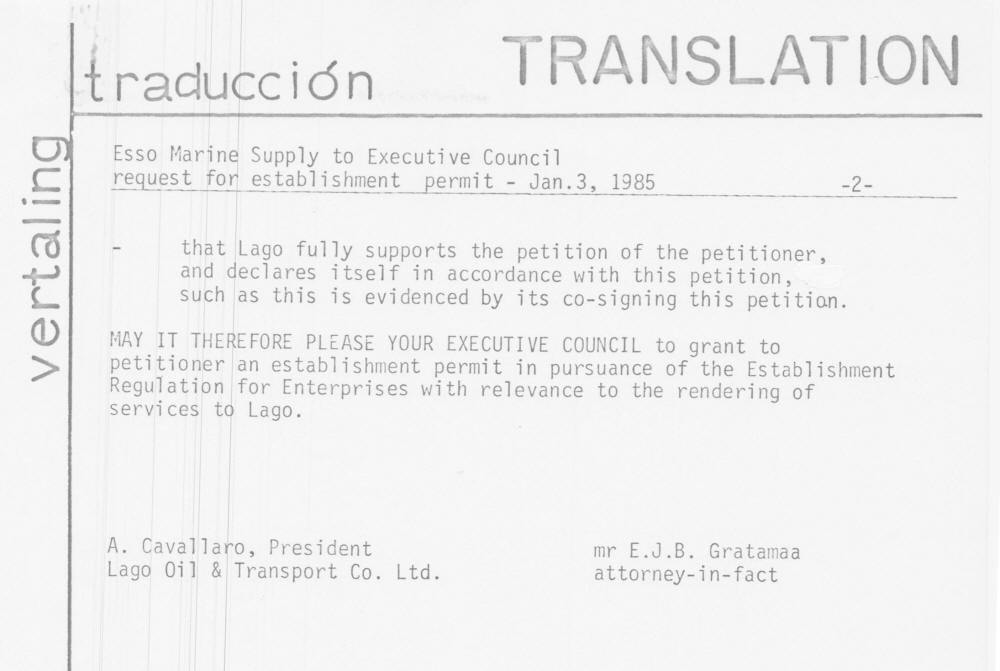 traducción
TRANSLATION
vertaling
Esso Marine Supply to Executive Council
request for establishment permit - Jan.3, 1985 -2-
- that Lago fully supports the petition of the petitioner,
and declares itself in accordance with this petition,
such as this is evidenced by its co-signing this petition.
MAY IT THEREFORE PLEASE YOUR EXECUTIVE COUNCIL to grant to
petitioner an establishment permit in pursuance of the Establishment
Regulation for Enterprises with relevance to the rendering of
services to Lago.
A. Cavallaro, President
Lago Oil & Transport Co. Ltd.
mr E.J.B. Gratamaa
attorney-in-fact